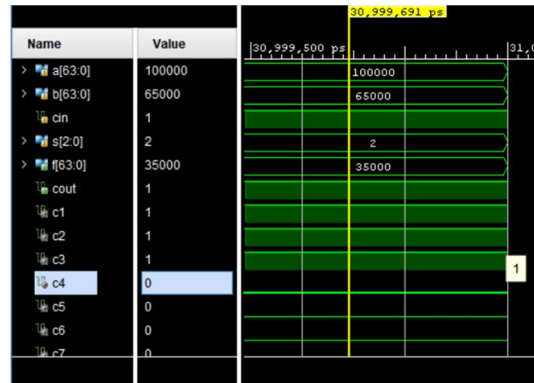 30,999,691 ps
Name Value
30,999,500 ps 31,0
a[63:0] 100000 100000
b[63:0] 65000 65000
cin 1
s[2:0] 2 2
f[63:0] 35000 35000
cout 1
c1 1
c2 1
c3 1
1
c4 0
c5 0
c6 0
c7 0